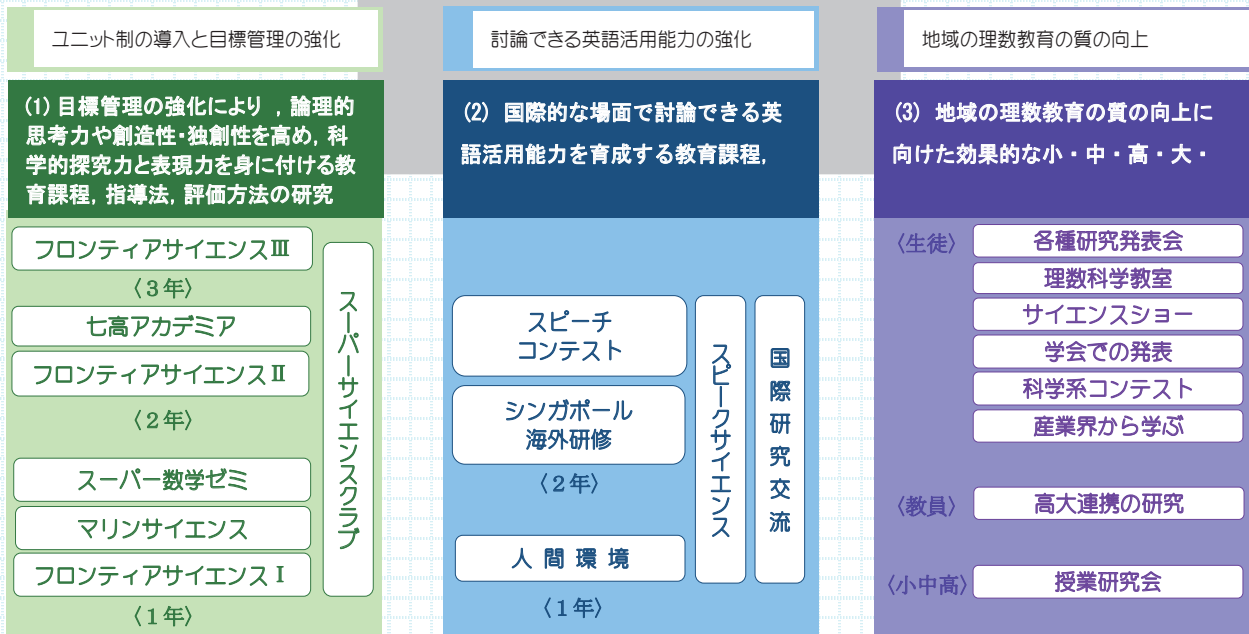 ユニット制の導入と目標管理の強化
(1) 目標管理の強化により，論理的
思考力や創造性・独創性を高め，科
学的探究力と表現力を身に付ける教
育課程，指導法，評価方法の研究
フロンティアサイエンスⅢ
〈３年〉
七高アカデミア
フロンティアサイエンスⅡ
〈２年〉
スーパー数学ゼミ
マリンサイエンス
フロンティアサイエンスⅠ
〈１年〉
スーパーサイエンスクラブ
討論できる英語活用能力の強化
(2) 国際的な場面で討論できる英
語活用能力を育成する教育課程，
スピーチ
コンテスト
シンガポール
海外研修
〈２年〉
人間環境
〈１年〉
スピークサイエンス
国際研究交流
地域の理数教育の質の向上
(3) 地域の理数教育の質の向上に
向けた効果的な小・中・高・大・
〈生徒〉
各種研究発表会
理数科学教室
サイエンスショー
学会での発表
科学系コンテスト
産業界から学ぶ
〈教員〉
高大連携の研究
〈小中高〉
授業研究会